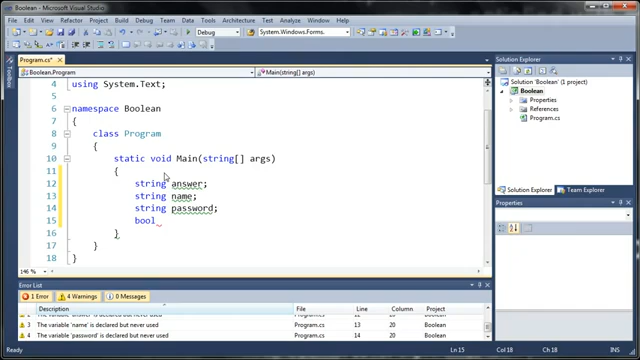 Boolean - Microsoft Visual Studio
File Edit View Refactor Project Build Debug Data Tools Architecture Test Analyze Window Help
Debug System.Windows.Forms.
Program.cs*
Boolean.Program Main(string[] args)
4 using System.Text;
5
6 namespace Boolean
7 {
8 class Program
9 {
10 static void Main(string[] args)
11 {
12 string answer;
13 string name;
14 string password;
15 bool
16 }
17 }
18 }
146 %
Toolbox
Solution Explorer
Solution 'Boolean' (1 project)
Boolean
Properties
References
Program.cs
Solution Explorer Team Explorer
Properties
Error List
1 Error 4 Warnings 0 Messages
Description File Line Column Project
3 The variable 'name' is declared but never used Program.cs 13 20 Boolean
4 The variable 'password' is declared but never used Program.cs 14 20 Boolean
Ready Ln 15 Col 18 Ch 18 INS